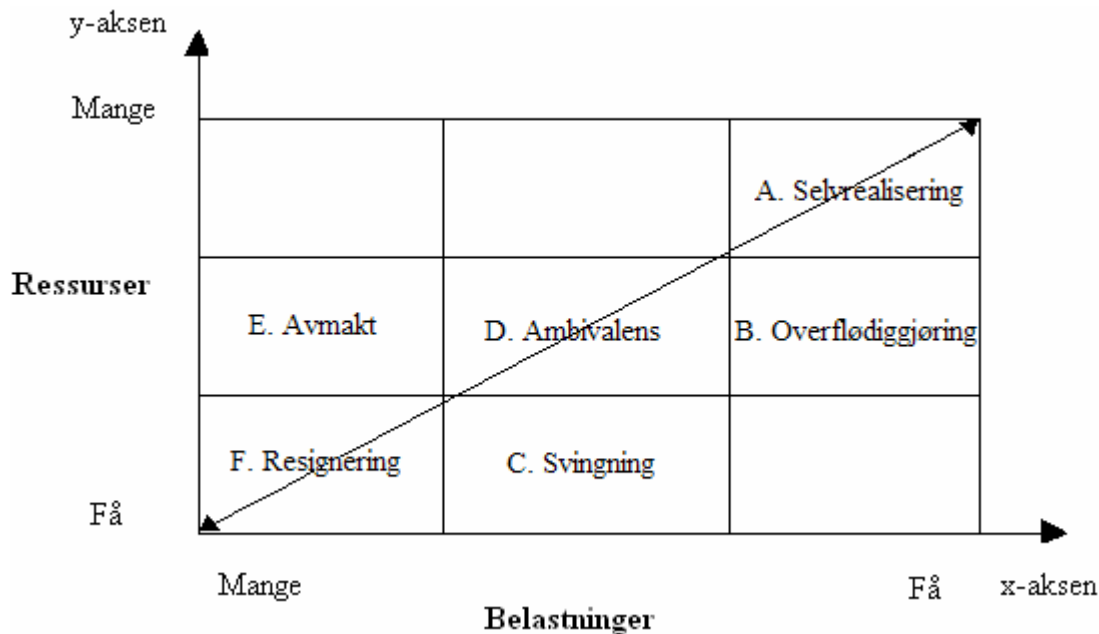 y-aksen
Mange
A. Selvrealisering
Ressurser
E. Avmakt
D. Ambivalens
B. Overflødiggjøring
F. Resignering
C. Svingning
Få
Mange
Få
x-aksen
Belastninger